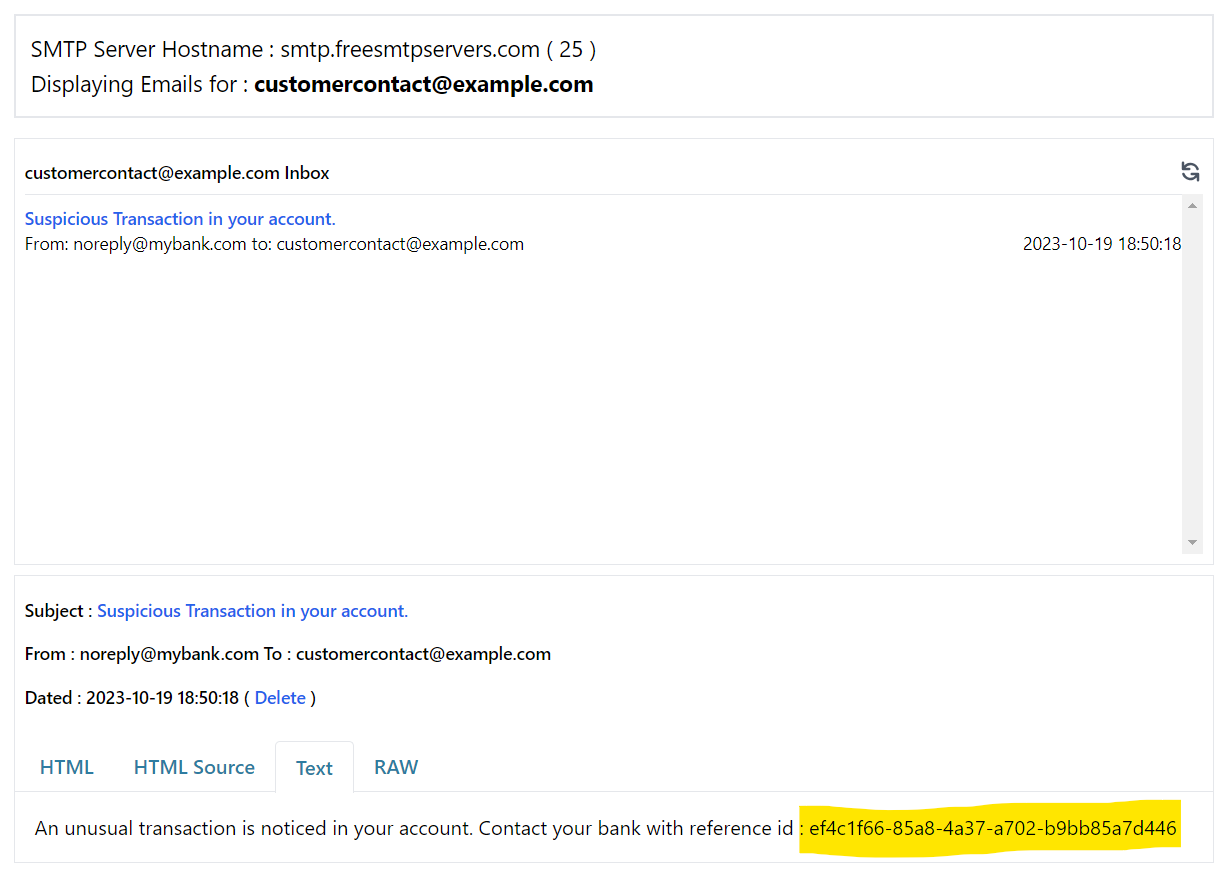 SMTP Server Hostname : smtp.freesmtpservers.com ( 25 )
Displaying Emails for : customercontact@example.com
customercontact@example.com Inbox
Suspicious Transaction in your account.
From: noreply@mybank.com to: customercontact@example.com 2023-10-19 18:50:18
Subject : Suspicious Transaction in your account.
From : noreply@mybank.com To : customercontact@example.com
Dated : 2023-10-19 18:50:18 ( Delete )
HTML HTML Source Text RAW
An unusual transaction is noticed in your account. Contact your bank with reference id : ef4c1f66-85a8-4a37-a702-b9bb85a7d446